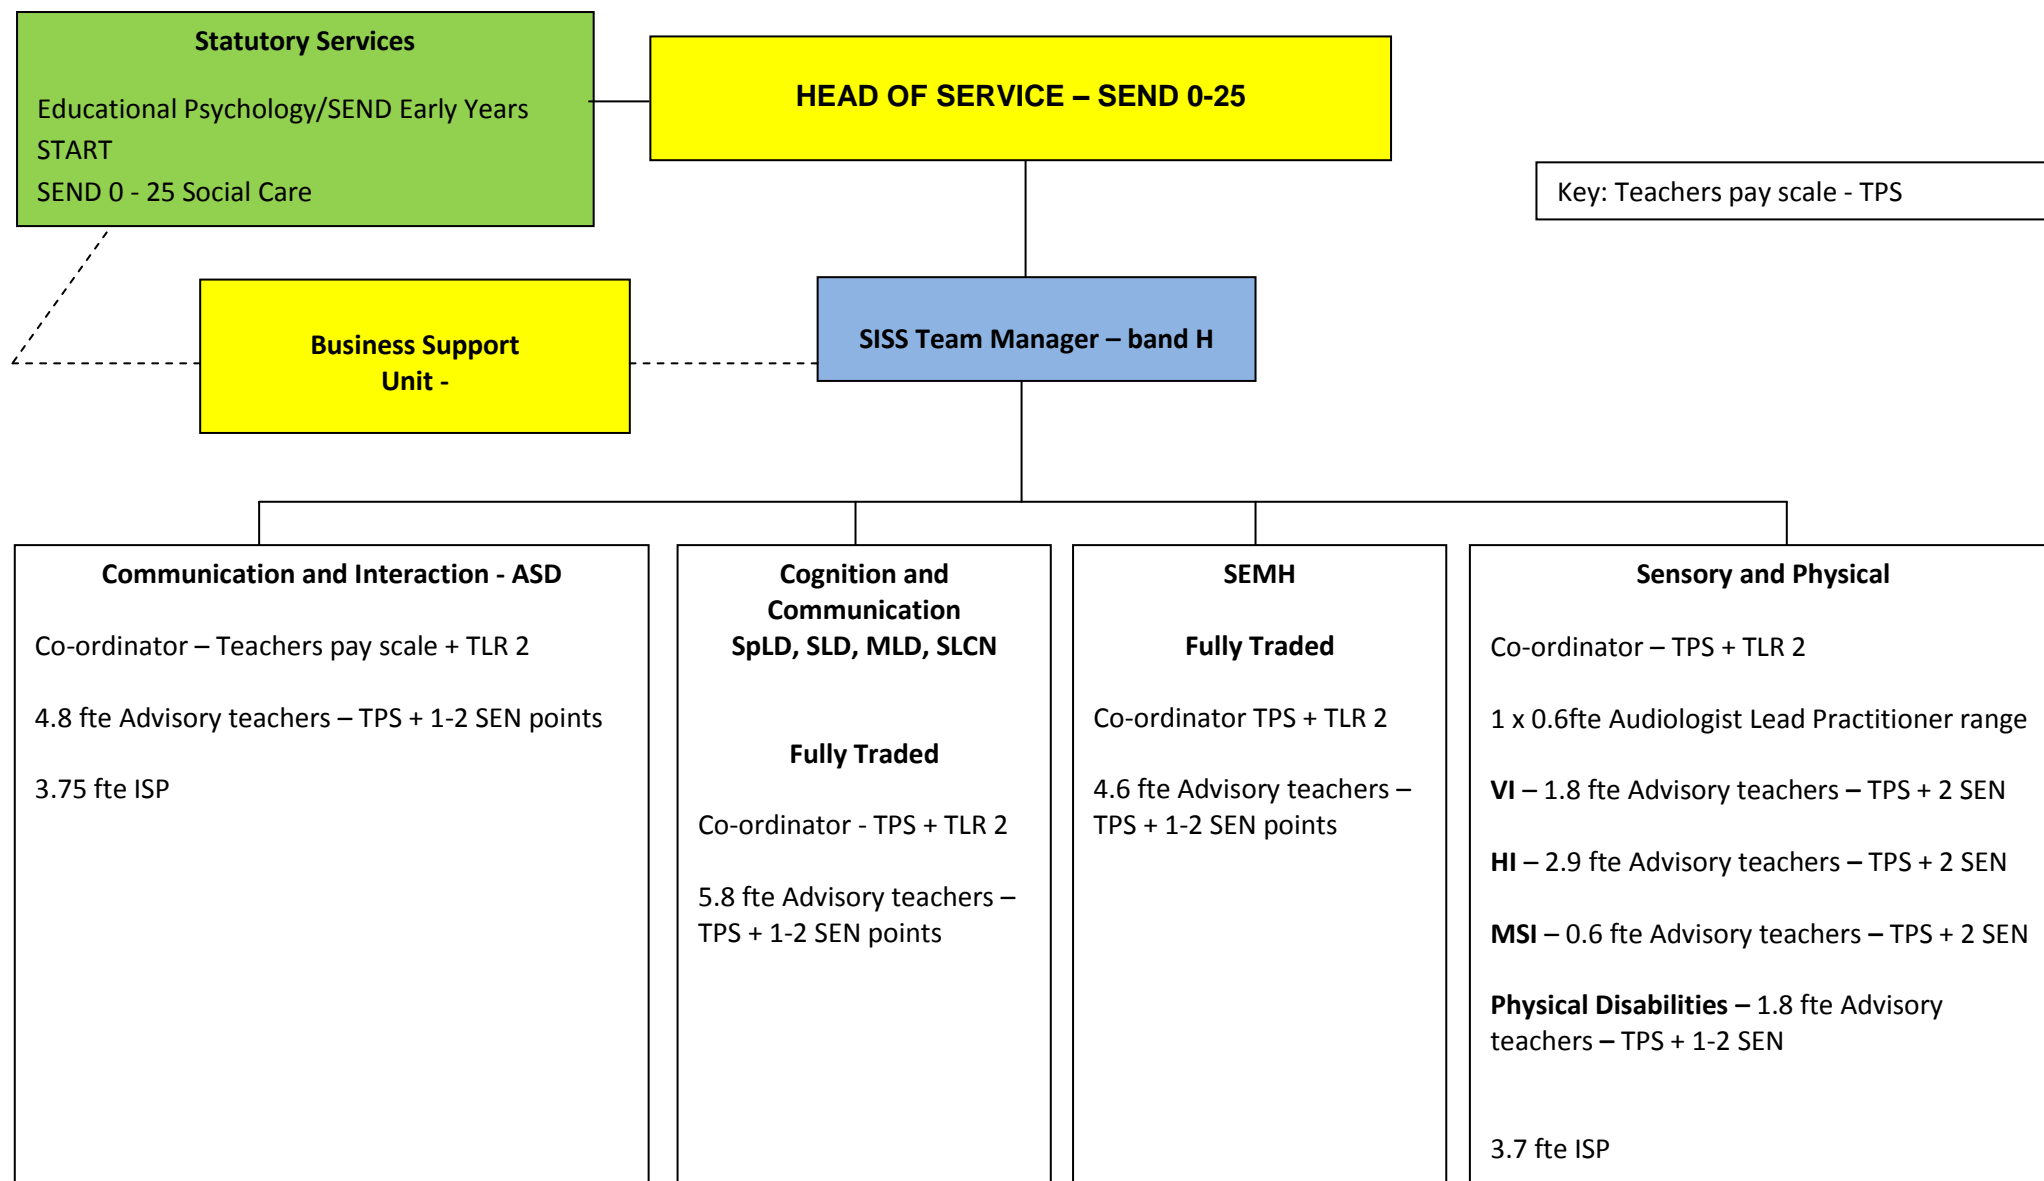 Statutory Services
Educational Psychology/SEND Early Years
START
SEND 0 - 25 Social Care
HEAD OF SERVICE – SEND 0-25
Key: Teachers pay scale - TPS
Business Support
Unit -
SISS Team Manager – band H
Communication and Interaction - ASD
Co-ordinator – Teachers pay scale + TLR 2
4.8 fte Advisory teachers – TPS + 1-2 SEN points
3.75 fte ISP
Cognition and
Communication
SpLD, SLD, MLD, SLCN
Fully Traded
Co-ordinator - TPS + TLR 2
5.8 fte Advisory teachers –
TPS + 1-2 SEN points
SEMH
Fully Traded
Co-ordinator TPS + TLR 2
4.6 fte Advisory teachers –
TPS + 1-2 SEN points
Sensory and Physical
Co-ordinator – TPS + TLR 2
1 x 0.6fte Audiologist Lead Practitioner range
VI – 1.8 fte Advisory teachers – TPS + 2 SEN
HI – 2.9 fte Advisory teachers – TPS + 2 SEN
MSI – 0.6 fte Advisory teachers – TPS + 2 SEN
Physical Disabilities – 1.8 fte Advisory
teachers – TPS + 1-2 SEN
3.7 fte ISP